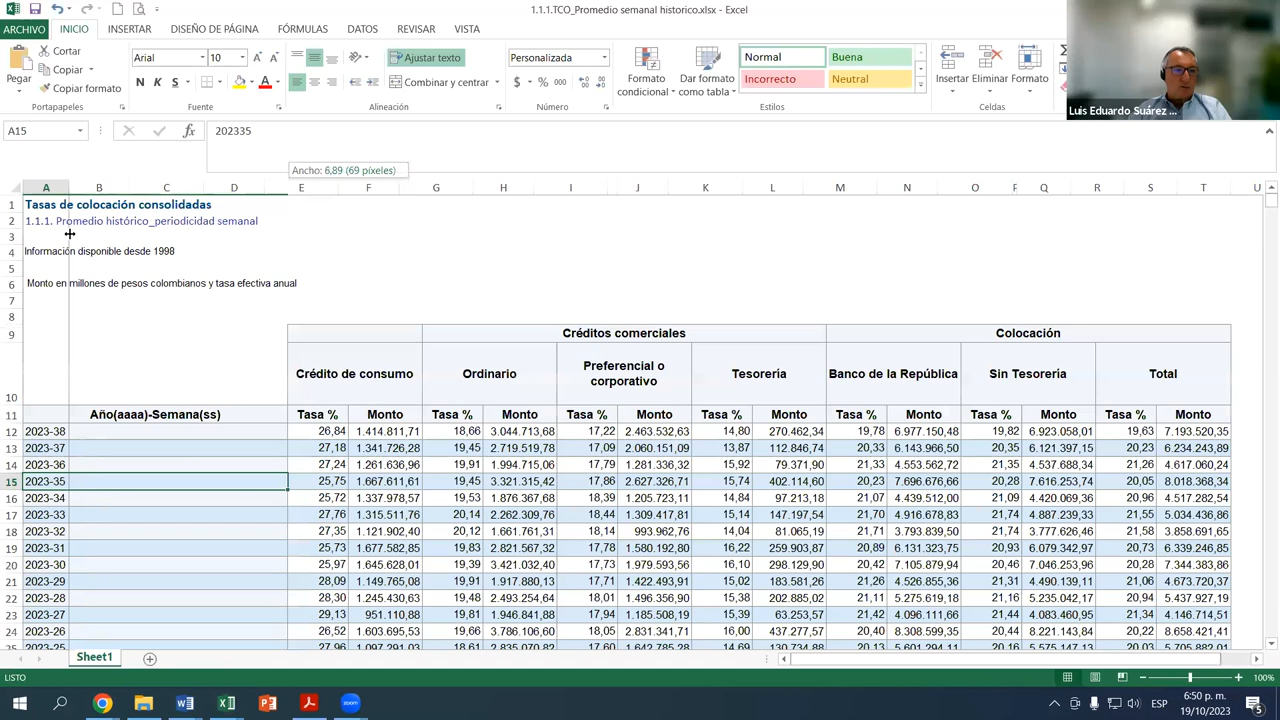 1.1.1.TCO_Promedio semanal historico.xlsx - Excel
ARCHIVO INICIO INSERTAR DISEÑO DE PÁGINA FÓRMULAS DATOS REVISAR VISTA
Pegar
Cortar
Copiar
Copiar formato
Portapapeles
Arial 10
N K S
Fuente
Ajustar texto
Combinar y centrar
Alineación
Personalizada
$ % 000
Número
Formato condicional
Dar formato como tabla
Normal Buena
Incorrecto Neutral
Estilos
Insertar Eliminar Formato
Celdas
Luis Eduardo Suárez ...
A15 fx 202335
Ancho: 6,89 (69 píxeles)
A B C D E F G H I J K L M N O F Q R S T U
1 Tasas de colocación consolidadas
2 1.1.1. Promedio histórico_periodicidad semanal
3
4 Información disponible desde 1998
5
6 Monto en millones de pesos colombianos y tasa efectiva anual
7
8
9 Créditos comerciales Colocación
10 Crédito de consumo Ordinario Preferencial o corporativo Tesorería Banco de la República Sin Tesorería Total
11 Año(aaaa)-Semana(ss) Tasa % Monto Tasa % Monto Tasa % Monto Tasa % Monto Tasa % Monto Tasa % Monto Tasa % Monto
12 2023-38 26,84 1.414.811,71 18,66 3.044.713,68 17,22 2.463.532,63 14,80 270.462,34 19,78 6.977.150,48 19,82 6.923.058,01 19,63 7.193.520,35
13 2023-37 27,18 1.341.726,28 19,45 2.719.519,78 17,09 2.060.151,09 13,87 112.846,74 20,33 6.143.966,50 20,35 6.121.397,15 20,19 6.234.243,89
14 2023-36 27,24 1.261.636,96 19,91 1.994.715,06 17,79 1.281.336,32 15,92 79.371,90 21,33 4.553.562,72 21,35 4.537.688,34 21,26 4.617.060,24
15 2023-35 25,75 1.667.611,61 19,53 3.321.315,42 17,86 2.627.326,71 15,74 402.114,60 20,23 7.696.676,66 20,28 7.616.253,74 20,05 8.018.368,34
16 2023-34 25,72 1.337.978,57 19,45 1.876.367,68 18,39 1.205.723,11 14,84 97.213,18 21,07 4.439.512,00 21,09 4.420.069,36 20,96 4.517.282,54
17 2023-33 27,76 1.315.511,76 20,14 2.262.309,76 18,44 1.309.417,81 15,54 147.197,54 21,71 4.916.678,83 21,74 4.887.239,33 21,55 5.034.436,86
18 2023-32 27,35 1.121.902,40 20,12 1.661.761,31 18,14 993.962,76 14,04 81.065,19 21,70 3.793.839,50 21,74 3.777.626,46 21,58 3.858.691,65
19 2023-31 25,73 1.677.582,85 19,83 2.821.567,32 17,78 1.580.192,80 16,22 259.903,87 20,89 6.131.323,75 20,93 6.079.342,97 20,73 6.339.246,85
20 2023-30 25,97 1.645.628,01 19,39 3.421.032,40 17,72 1.979.593,56 16,10 298.129,90 20,42 7.105.879,94 20,46 7.046.253,96 20,28 7.344.383,86
21 2023-29 28,09 1.149.765,08 19,91 1.917.880,13 17,71 1.422.493,91 15,02 183.581,26 21,26 4.526.855,36 21,31 4.490.139,11 21,06 4.673.720,37
22 2023-28 28,30 1.245.430,63 19,48 2.493.254,64 18,01 1.496.356,90 15,48 202.885,02 21,11 5.275.619,18 21,16 5.235.042,17 20,94 5.437.927,19
23 2023-27 29,13 951.110,88 19,81 1.946.841,88 17,94 1.185.508,19 15,39 63.253,57 21,42 4.096.111,66 21,44 4.083.460,95 21,34 4.146.714,51
24 2023-26 26,52 1.603.695,53 19,66 3.786.106,60 18,05 2.831.341,71 16,00 437.277,57 20,40 8.308.599,35 20,44 8.221.143,84 20,22 8.658.421,41
Sheet1
LISTO 100%
6:50 p. m.
ESP
19/10/2023
5